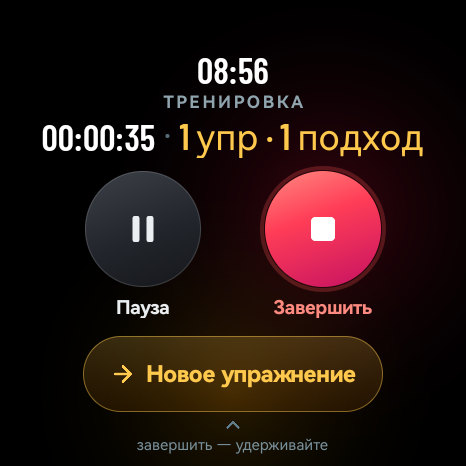 08:56
ТРЕНИРОВКА
00:00:35 · 1 упр · 1 подход
Пауза
Завершить
→ Новое упражнение
завершить — удерживайте